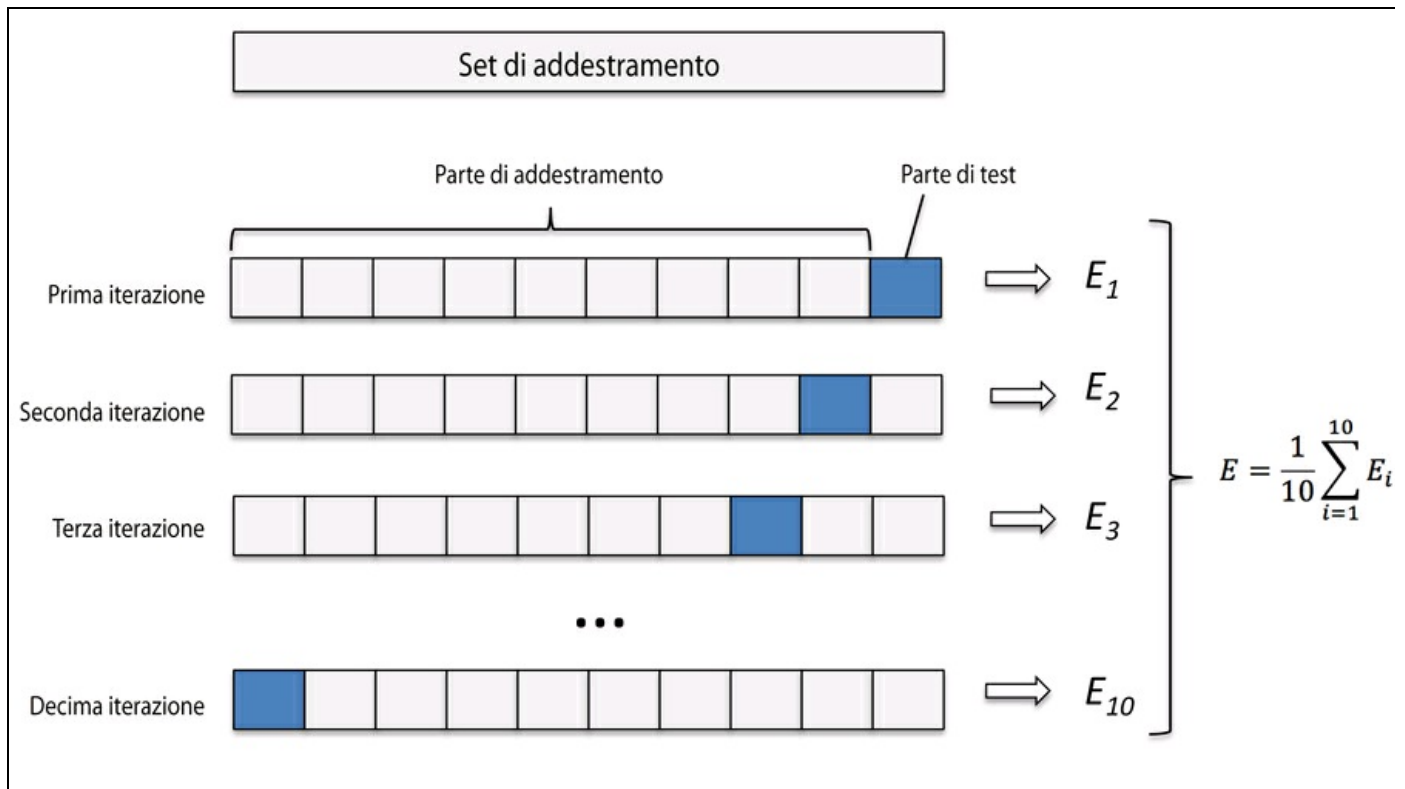 Set di addestramento
Parte di addestramento
Parte di test
Prima iterazione
E1
Seconda iterazione
E2
Terza iterazione
E3
...
Decima iterazione
E10
E = 1/10 ∑ i=1 10 Ei